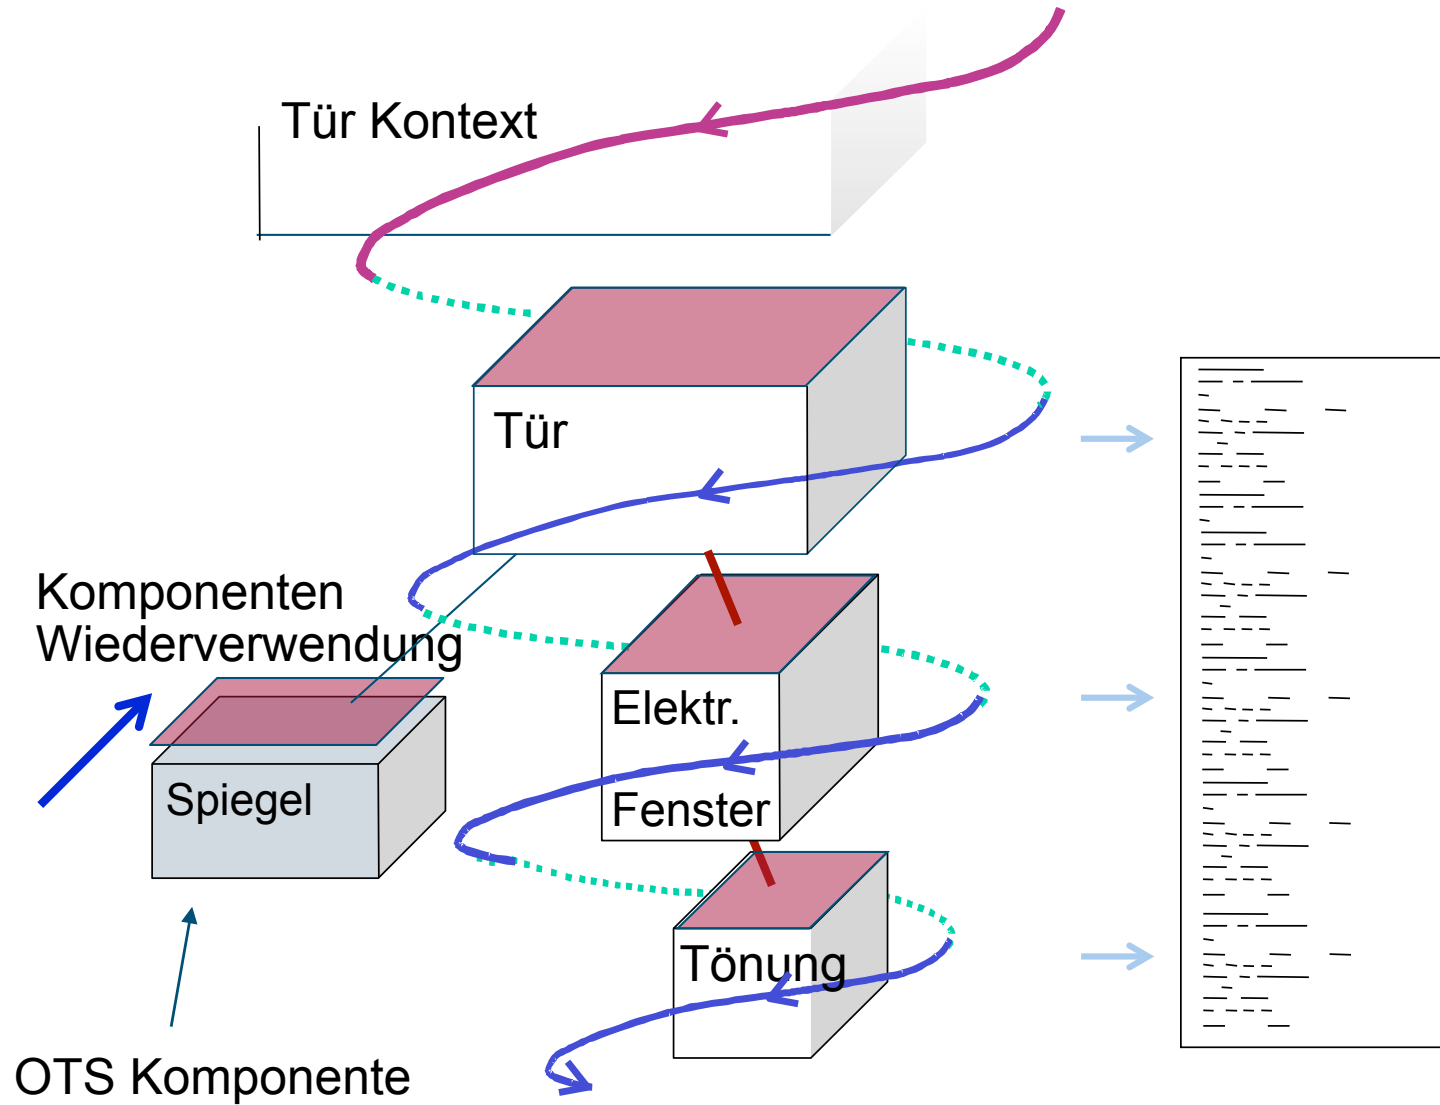 Tür Kontext
Tür
Komponenten
Wiederverwendung
Elektr.
Spiegel
Fenster
Tönung
OTS Komponente